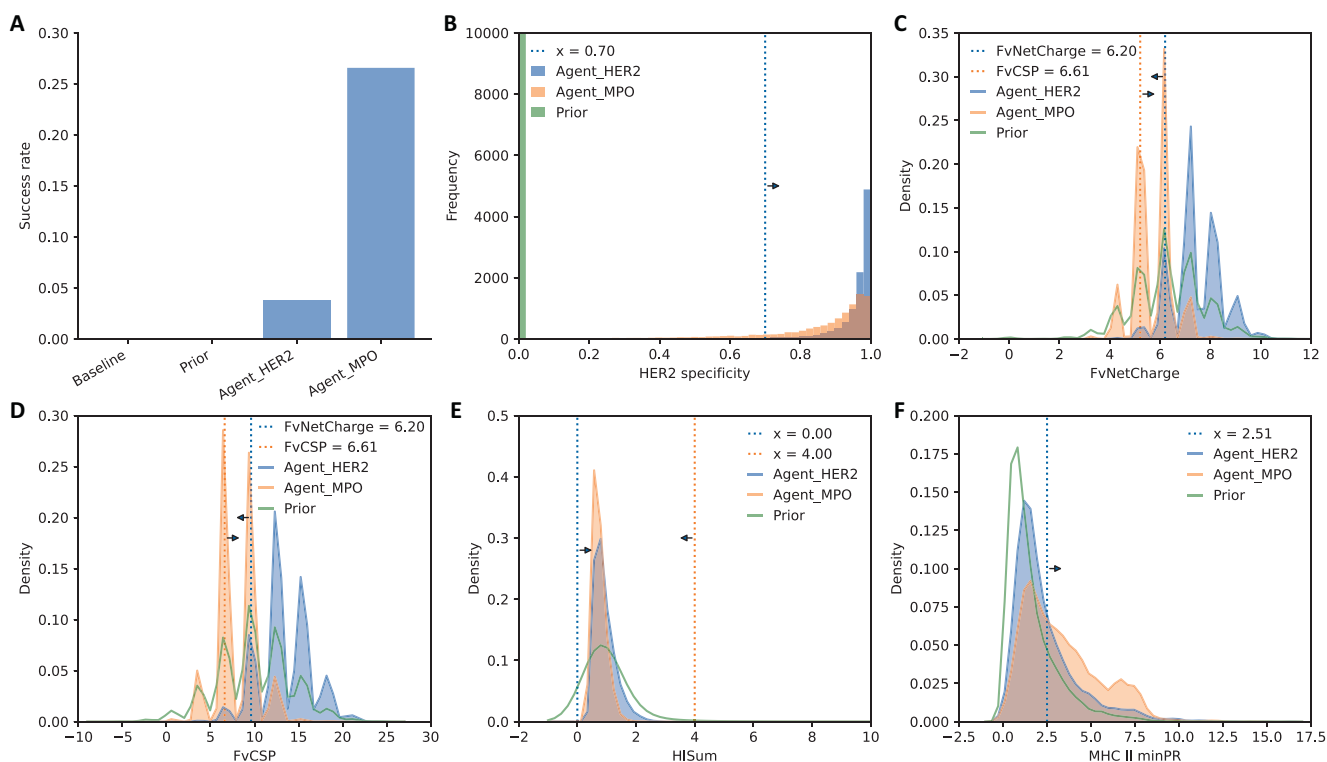 A
0.30
0.25
0.20
0.15
0.10
0.05
0.00
Success rate
Baseline
Prior
Agent_HER2
Agent_MPO
B
10000
8000
6000
4000
2000
0
Frequency
x = 0.70
Agent_HER2
Agent_MPO
Prior
0.0 0.2 0.4 0.6 0.8 1.0
HER2 specificity
C
0.35
0.30
0.25
0.20
0.15
0.10
0.05
0.00
Density
FvNetCharge = 6.20
FvCSP = 6.61
Agent_HER2
Agent_MPO
Prior
−2 0 2 4 6 8 10 12
FvNetCharge
D
0.30
0.25
0.20
0.15
0.10
0.05
0.00
Density
FvNetCharge = 6.20
FvCSP = 6.61
Agent_HER2
Agent_MPO
Prior
−10 −5 0 5 10 15 20 25 30
FvCSP
E
0.5
0.4
0.3
0.2
0.1
0.0
Density
x = 0.00
x = 4.00
Agent_HER2
Agent_MPO
Prior
−2 0 2 4 6 8 10
HISum
F
0.200
0.175
0.150
0.125
0.100
0.075
0.050
0.025
0.000
Density
x = 2.51
Agent_HER2
Agent_MPO
Prior
−2.5 0.0 2.5 5.0 7.5 10.0 12.5 15.0 17.5
MHC II minPR